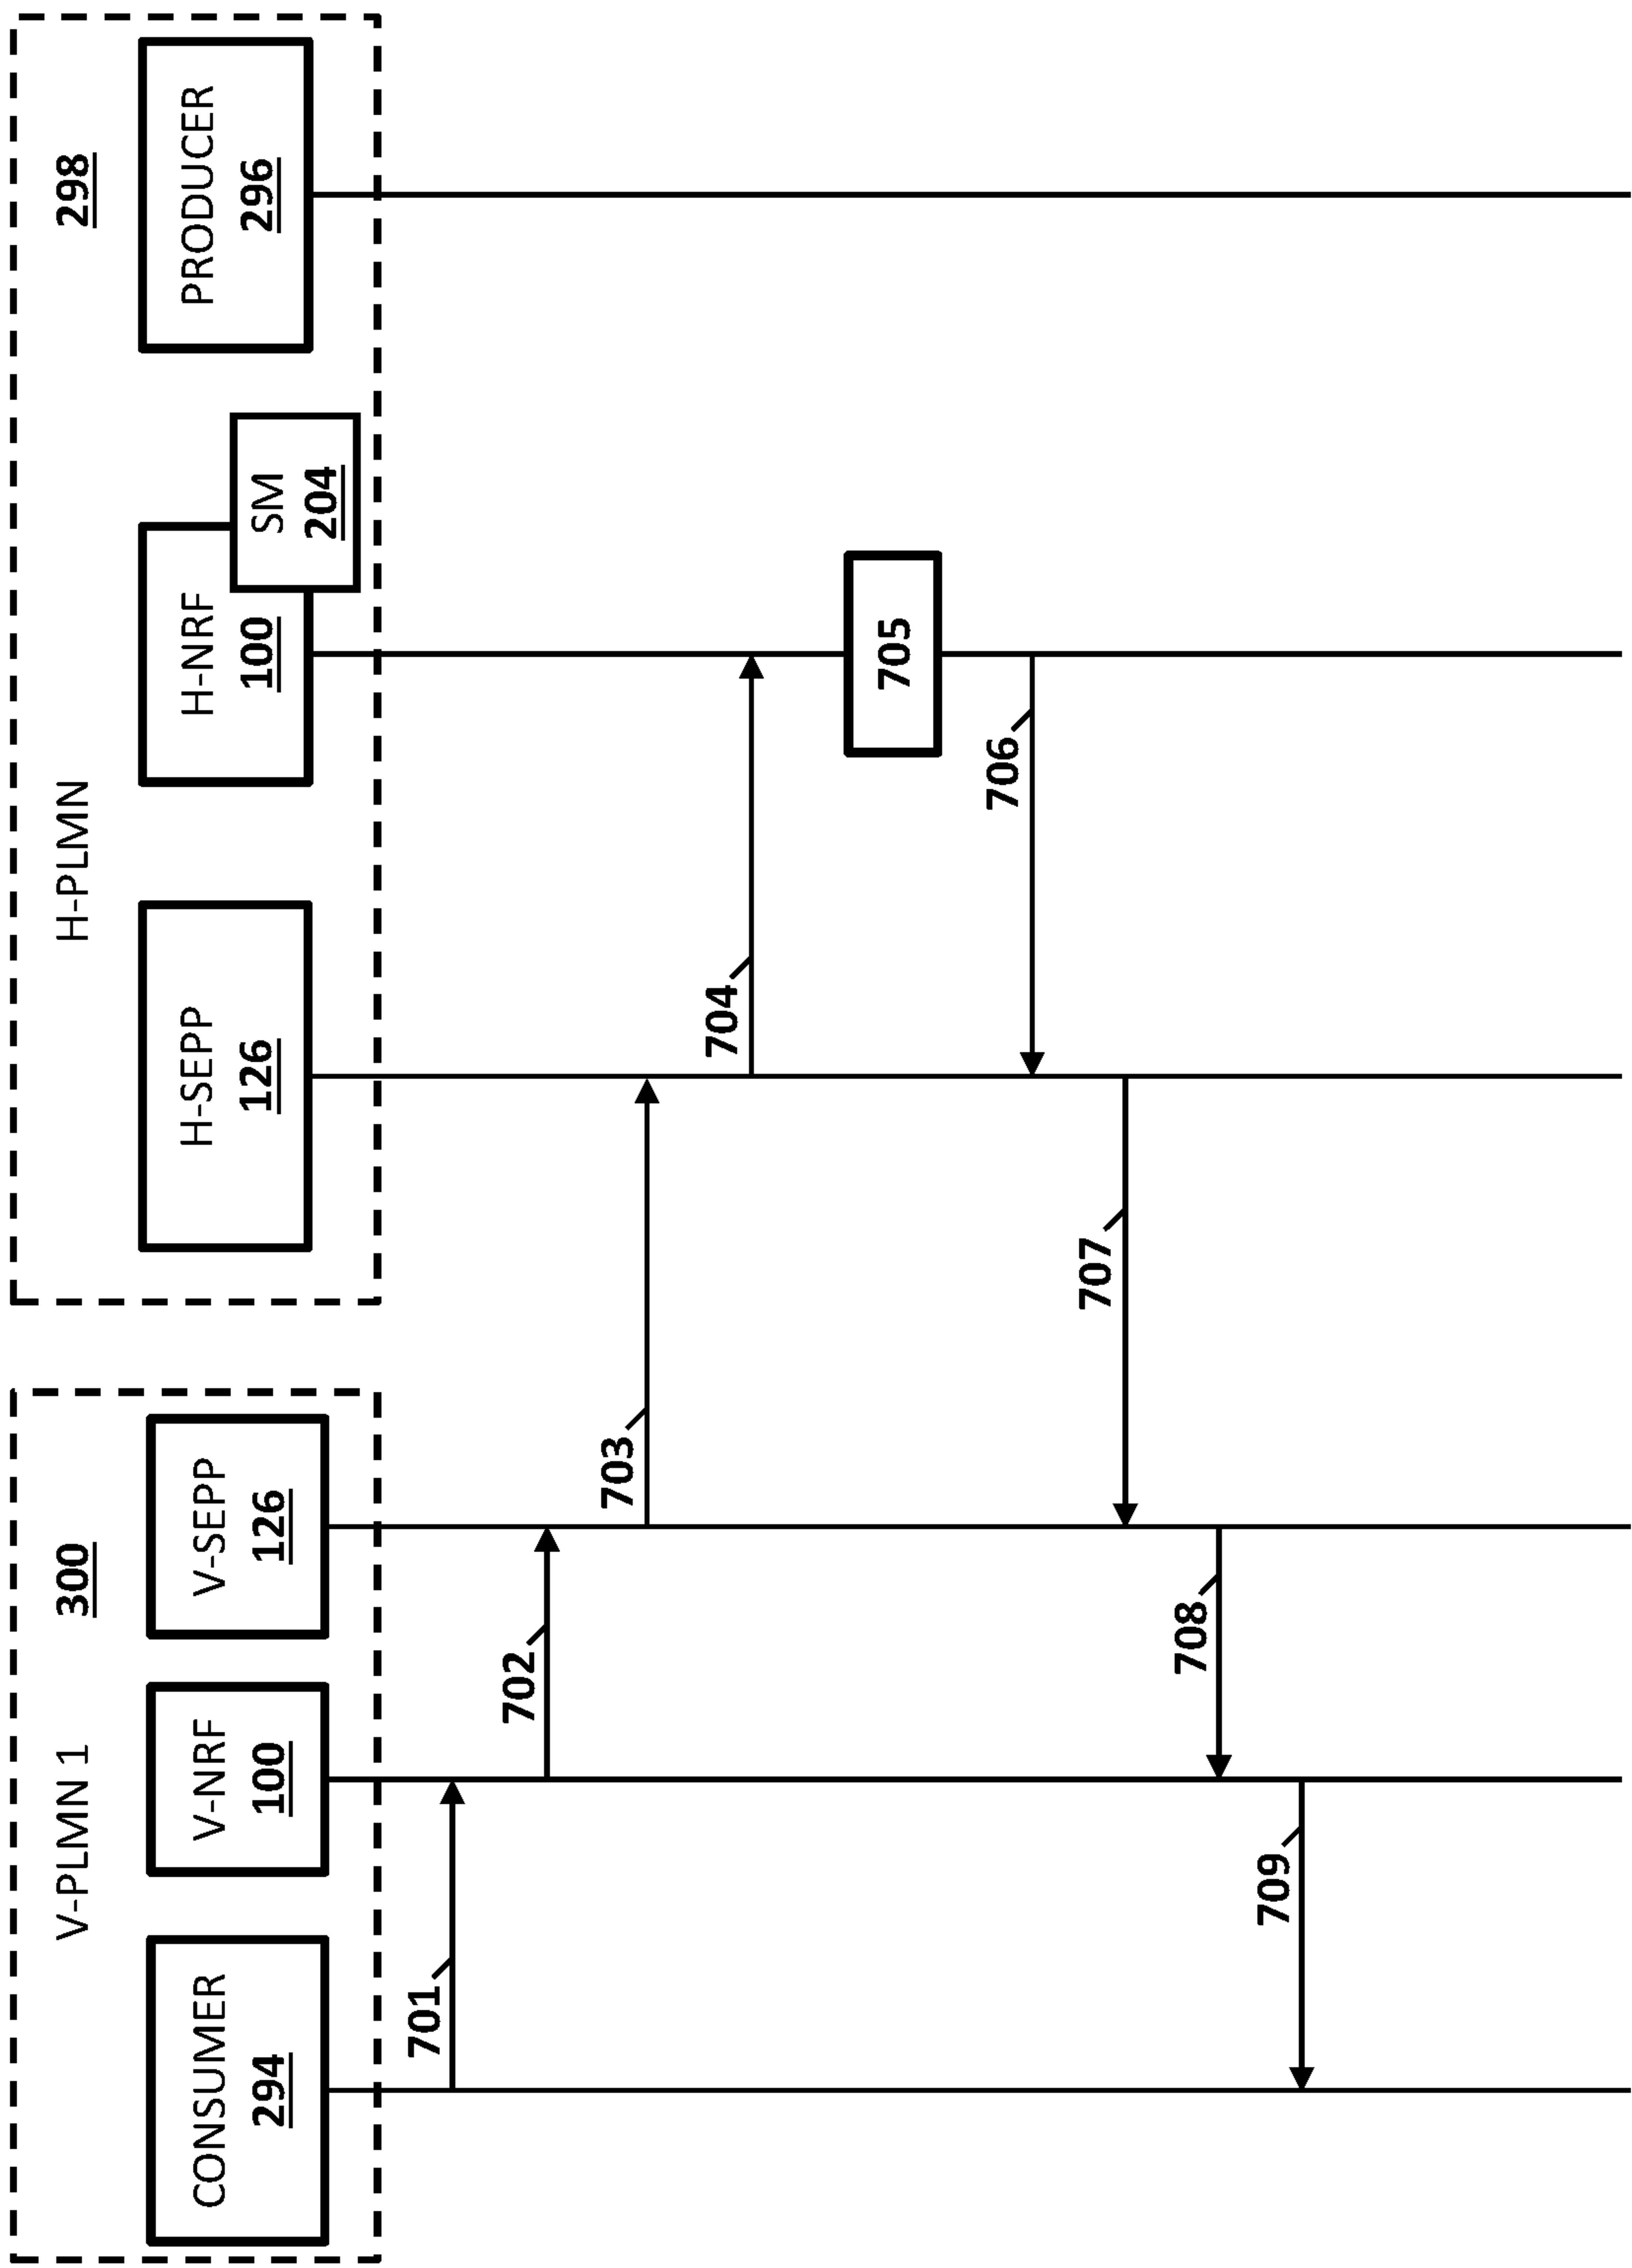 V-PLMN 1
300
H-PLMN
298
CONSUMER
294
V-NRF
100
V-SEPP
126
H-SEPP
126
H-NRF
100
SM
204
PRODUCER
296
701
702
703
704
705
706
707
708
709